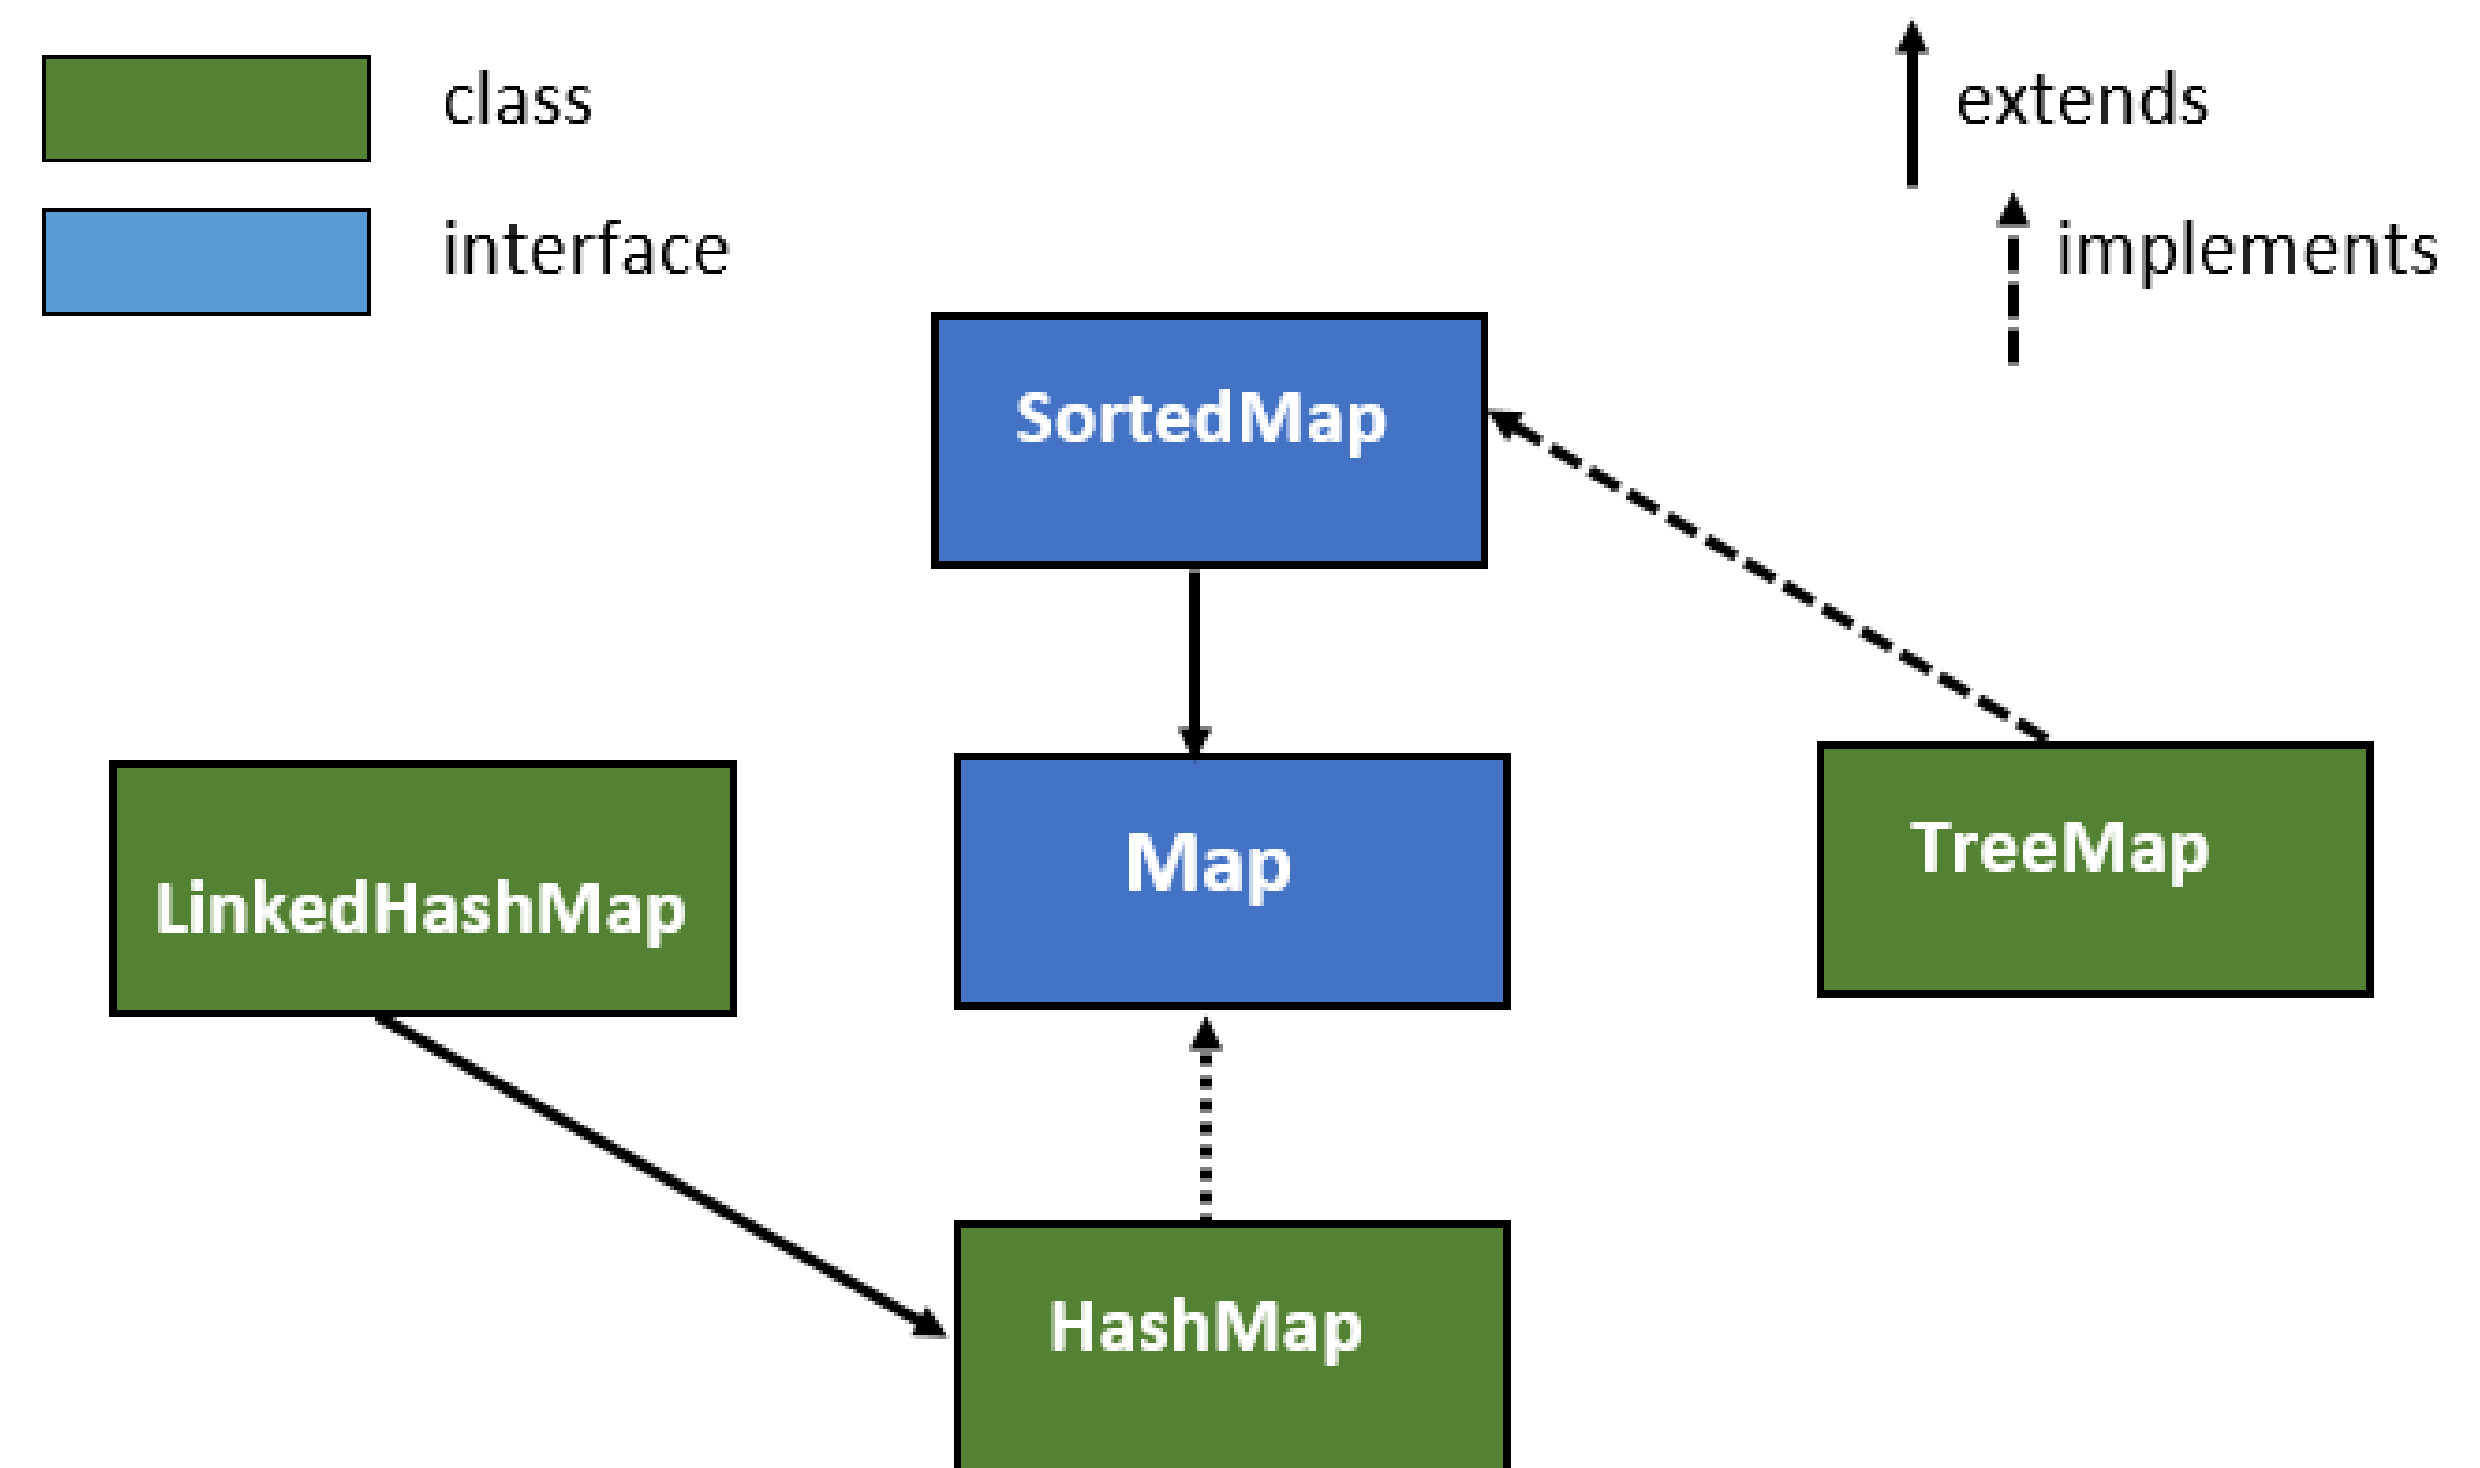 class
extends
interface
implements
SortedMap
LinkedHashMap
Map
TreeMap
HashMap